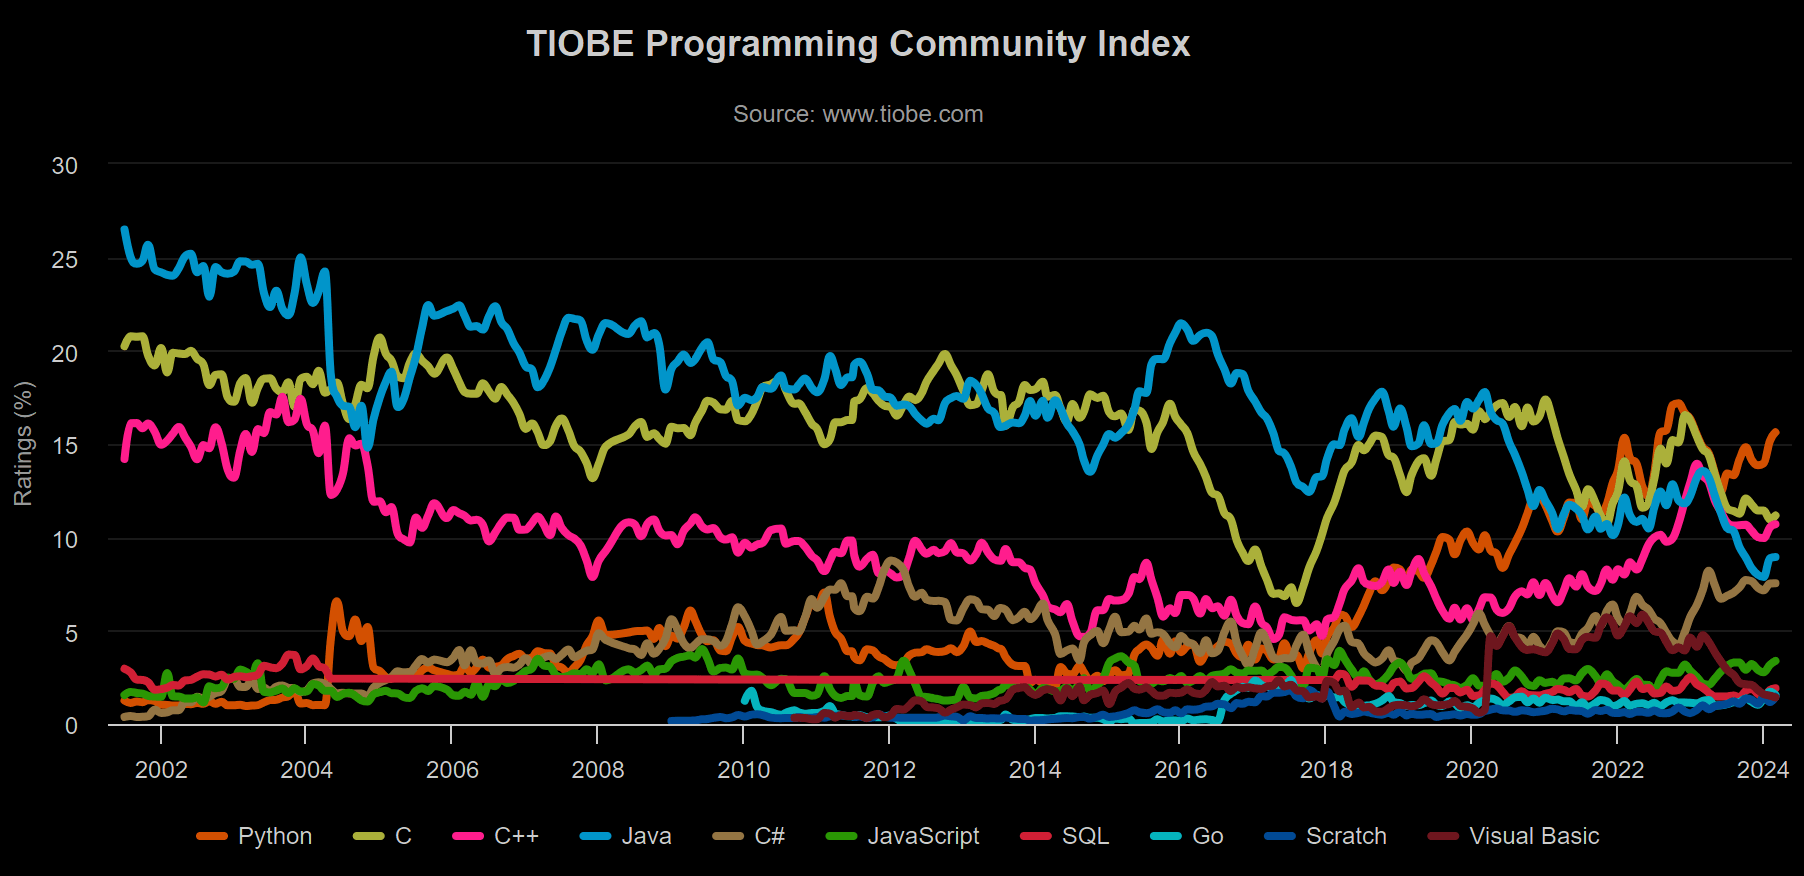 TIOBE Programming Community Index
Source: www.tiobe.com
Ratings (%)
30
25
20
15
10
5
0
2002 2004 2006 2008 2010 2012 2014 2016 2018 2020 2022 2024
Python C C++ Java C# JavaScript SQL Go Scratch Visual Basic